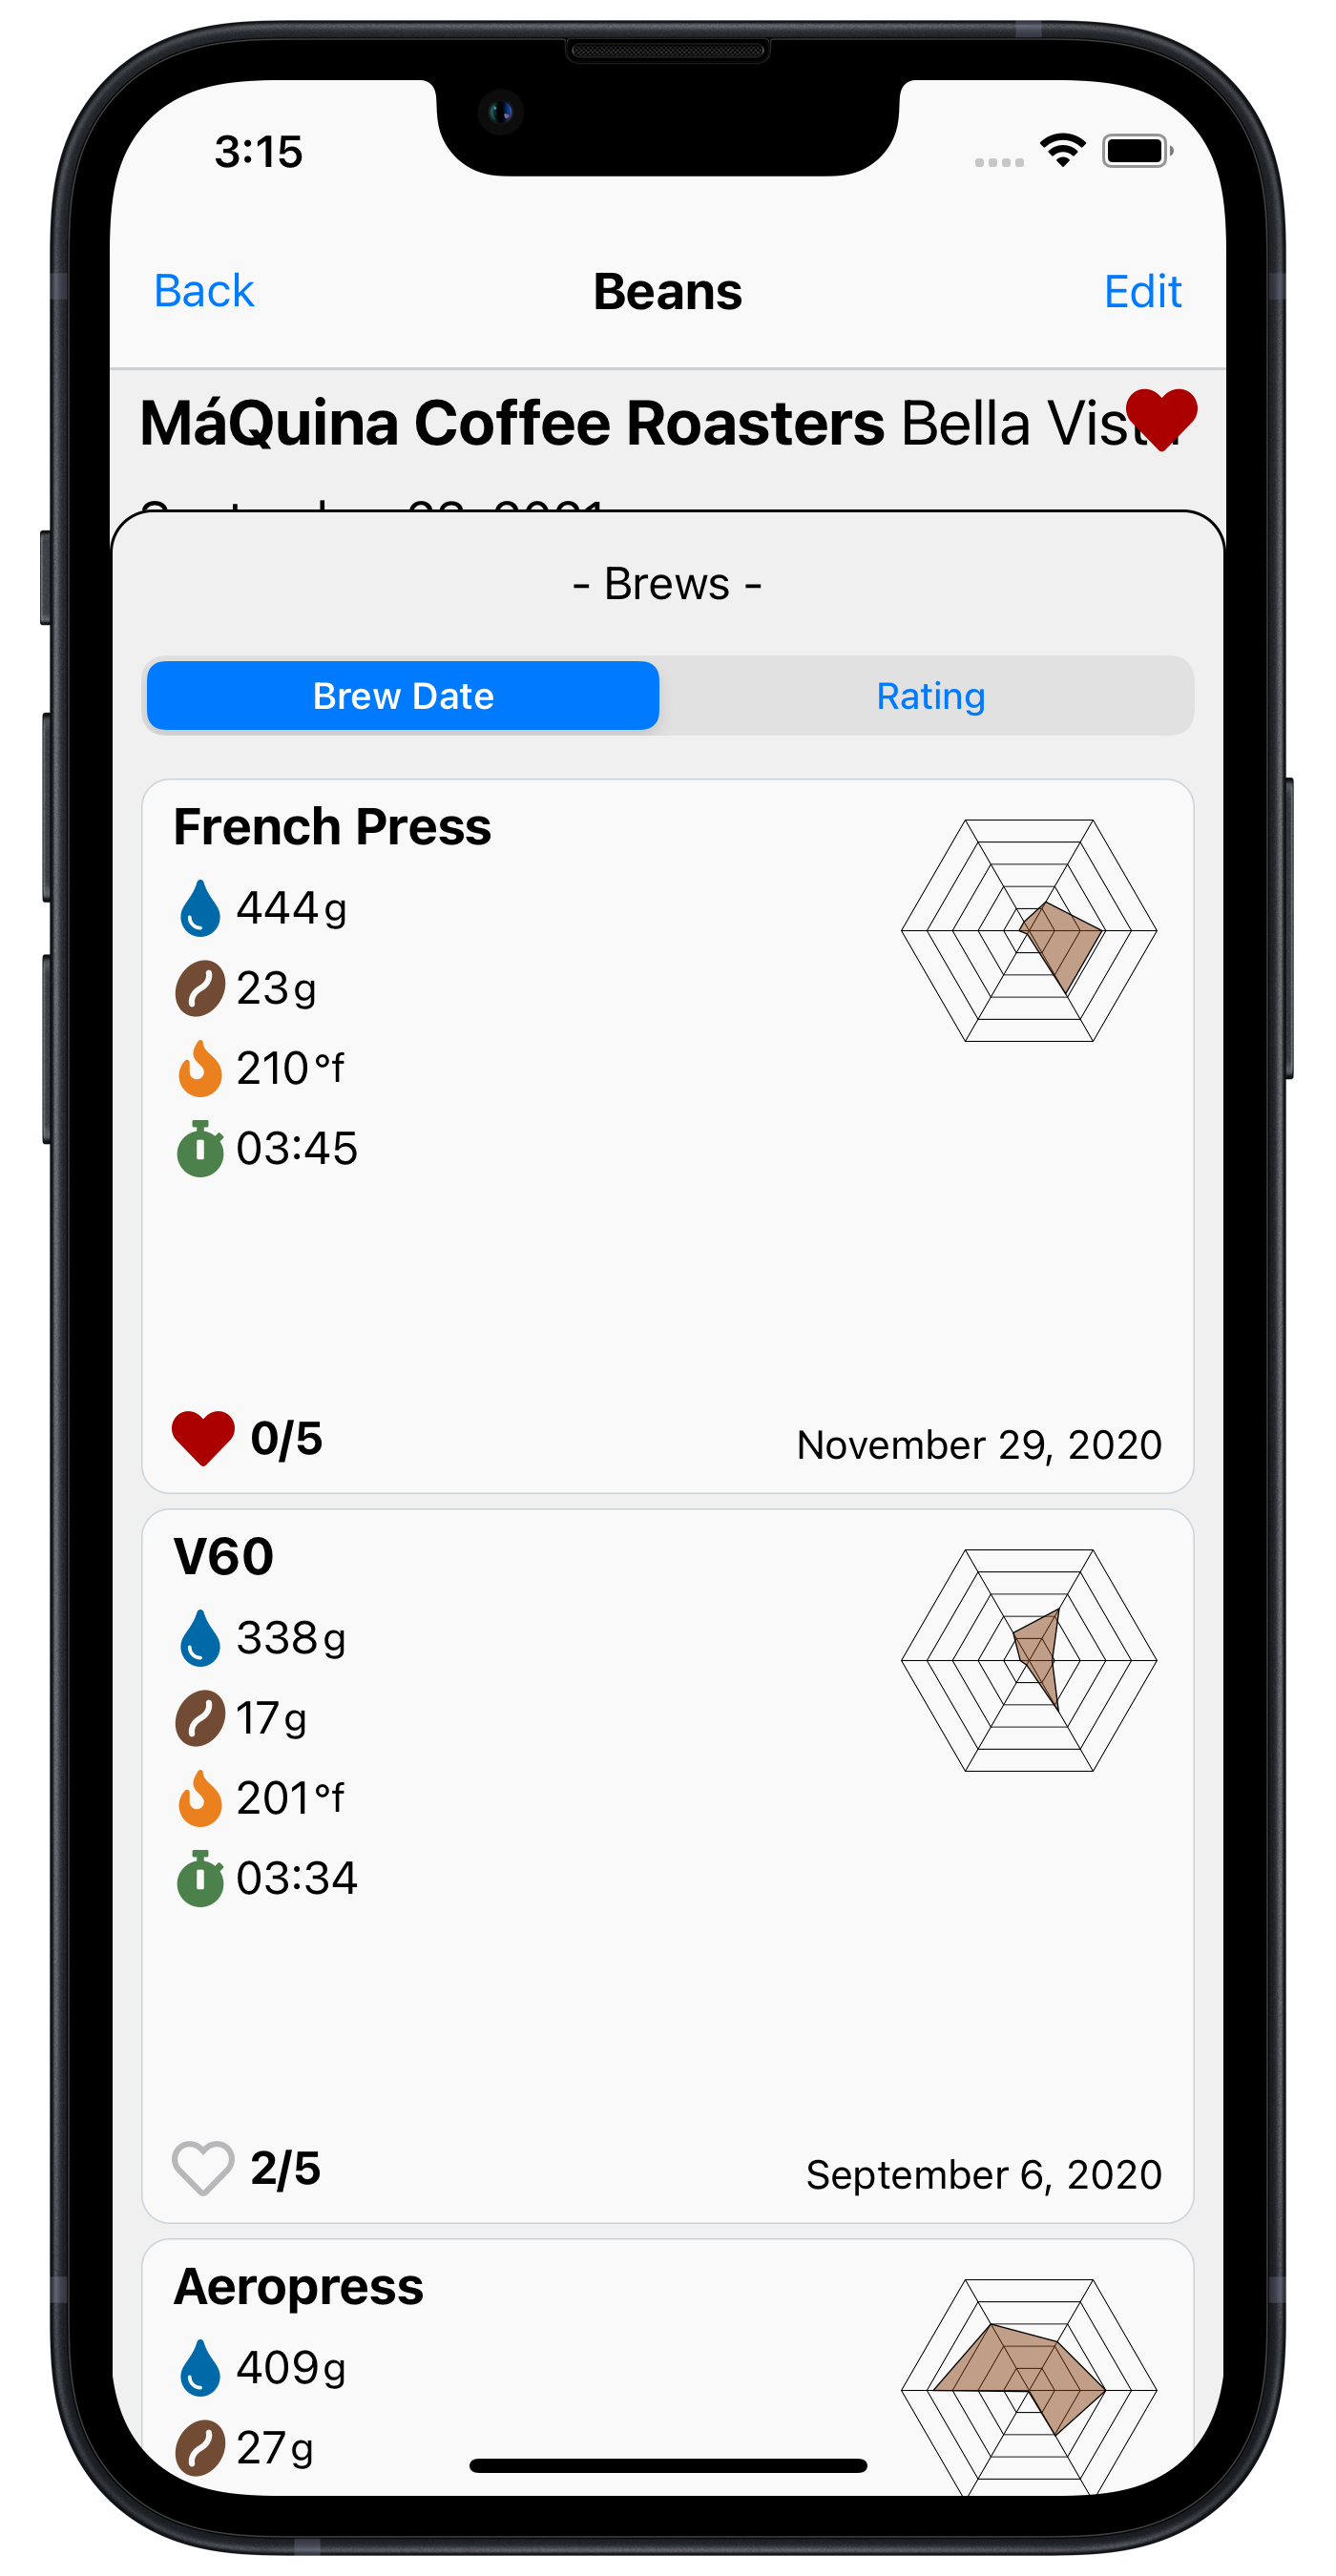 3:15
Back Beans Edit
MáQuina Coffee Roasters Bella Vista
- Brews -
Brew Date Rating
French Press
444g
23g
210°f
03:45
0/5 November 29, 2020
V60
338g
17g
201°f
03:34
2/5 September 6, 2020
Aeropress
409g
27g